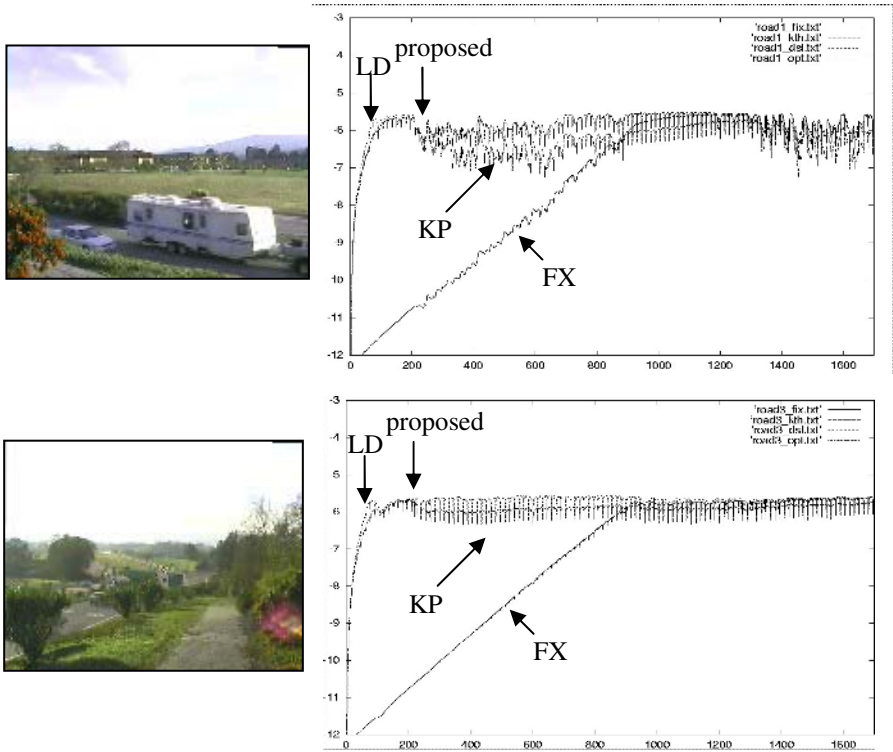 -3
-4
-5
-6
-7
-8
-9
-10
-11
-12
0
200
400
600
800
1000
1200
1400
1600
'road1_fix.txt'
'road1_kth.txt'
'road1_dsl.txt'
'road1_opt.txt'
LD
proposed
KP
FX
-3
-4
-5
-6
-7
-8
-9
-10
-11
12
0
200
400
600
800
1000
1200
1400
1600
'road3_fix.txt'
'road3_kth.txt'
'road3_dsl.txt'
'road3_opt.txt'
LD
proposed
KP
FX